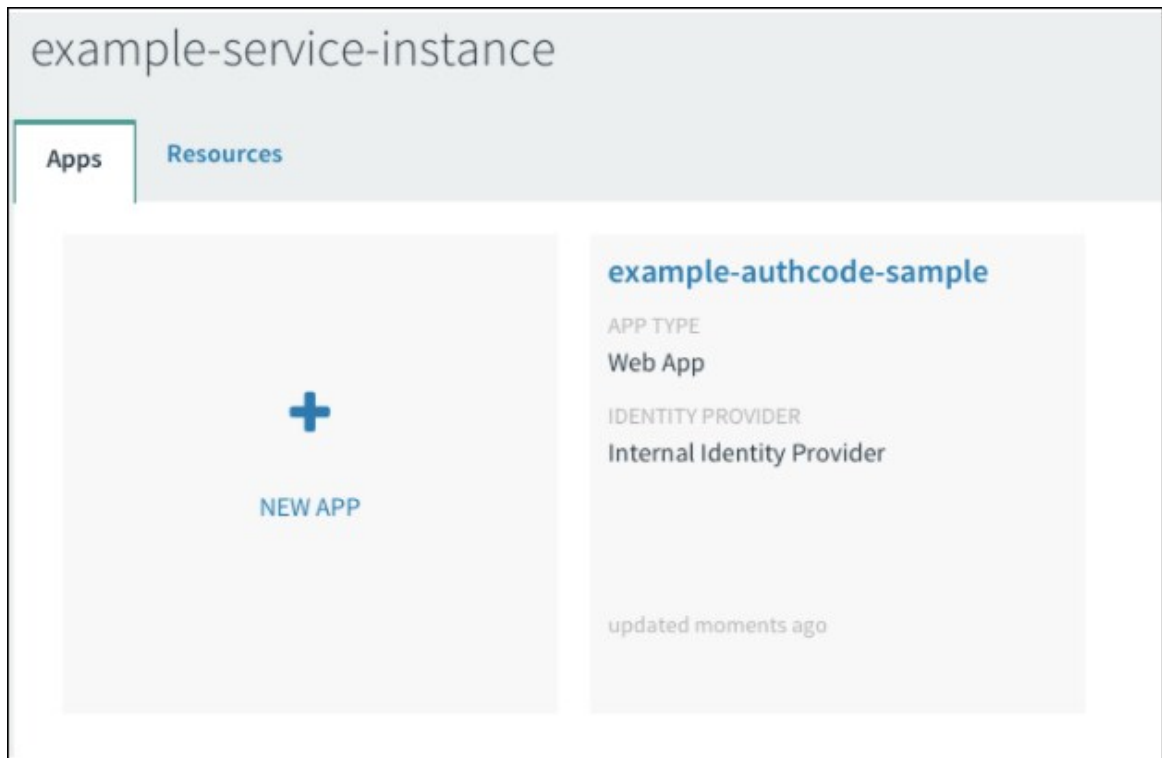 example-service-instance
Apps
Resources
NEW APP
example-authcode-sample
APP TYPE
Web App
IDENTITY PROVIDER
Internal Identity Provider
updated moments ago